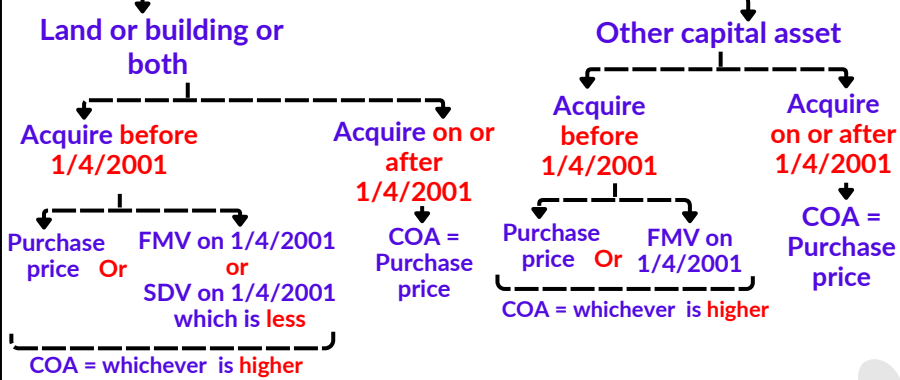 Land or building or
both
Acquire before
1/4/2001
Purchase
price Or
FMV on 1/4/2001
or
SDV on 1/4/2001
which is less
COA = whichever is higher
Acquire on or
after
1/4/2001
COA =
Purchase
price
Other capital asset
Acquire
before
1/4/2001
Purchase
price Or
FMV on
1/4/2001
COA = whichever is higher
Acquire
on or after
1/4/2001
COA =
Purchase
price